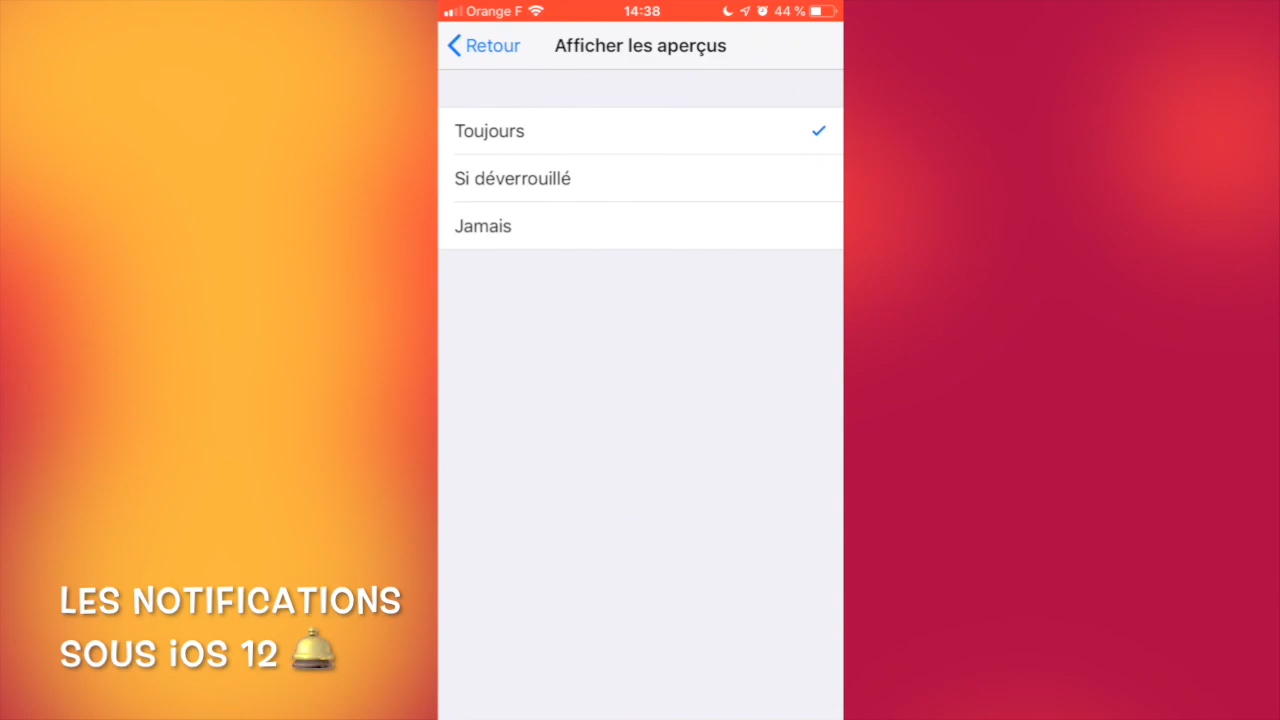 Orange F 14:38 44 %
Retour Afficher les aperçus
Toujours
Si déverrouillé
Jamais
LES NOTIFICATIONS
SOUS iOS 12